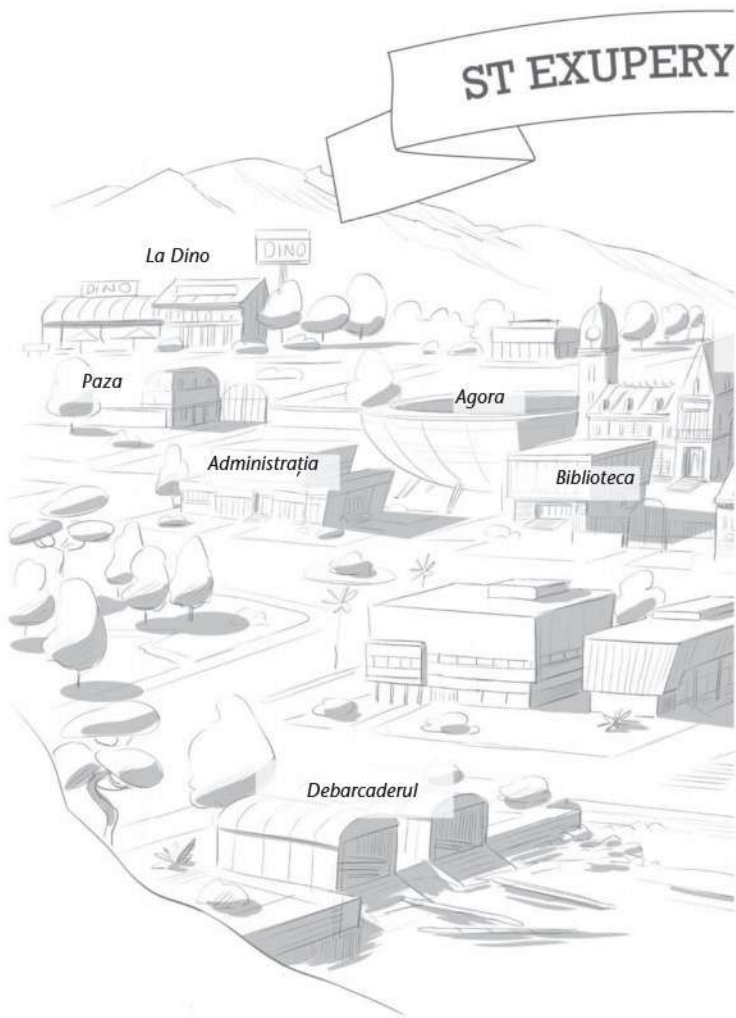 ST EXUPERY
La Dino
DINO
DINO
Paza
Agora
Administrația
Biblioteca
Debarcaderul